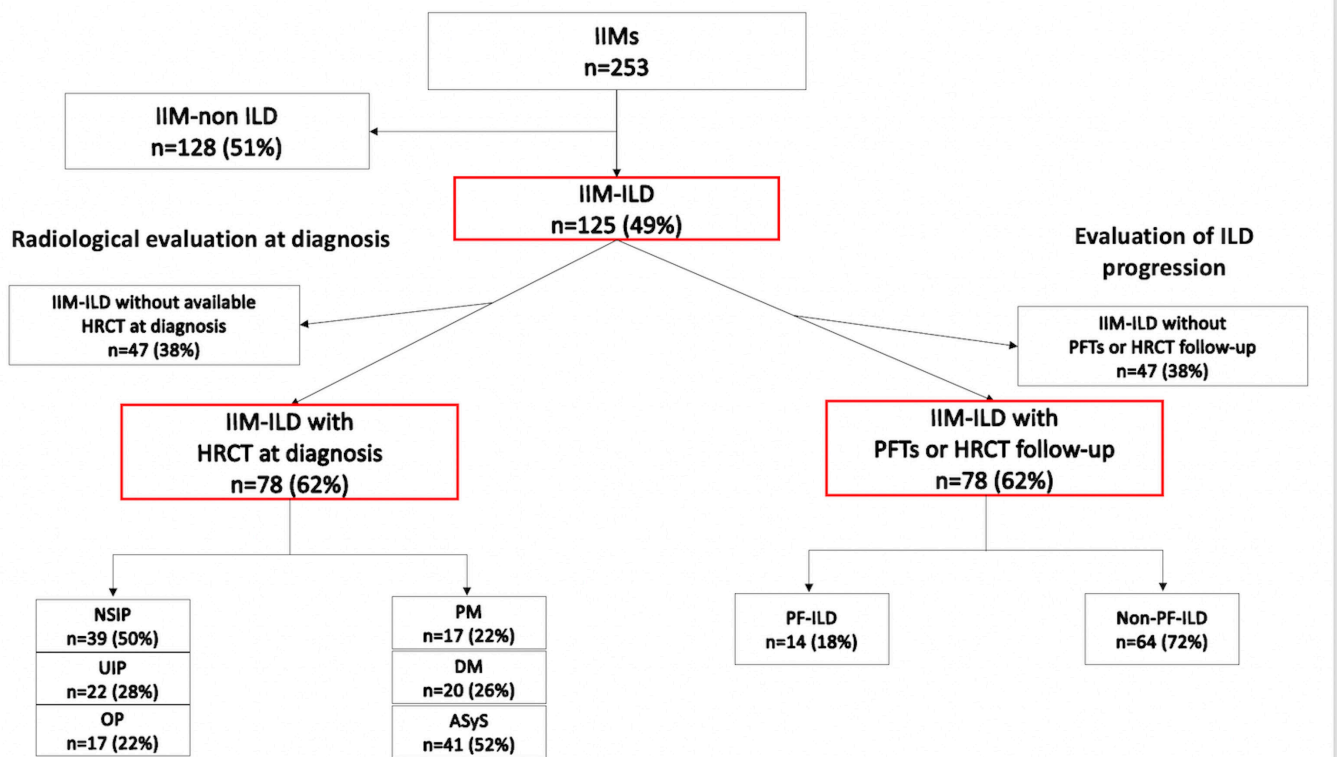 IIMs
n=253
IIM-non ILD
n=128 (51%)
IIM-ILD
n=125 (49%)
Radiological evaluation at diagnosis
Evaluation of ILD
progression
IIM-ILD without available
HRCT at diagnosis
n=47 (38%)
IIM-ILD without
PFTs or HRCT follow-up
n=47 (38%)
IIM-ILD with
HRCT at diagnosis
n=78 (62%)
IIM-ILD with
PFTs or HRCT follow-up
n=78 (62%)
NSIP
n=39 (50%)
UIP
n=22 (28%)
OP
n=17 (22%)
PM
n=17 (22%)
DM
n=20 (26%)
ASyS
n=41 (52%)
PF-ILD
n=14 (18%)
Non-PF-ILD
n=64 (72%)